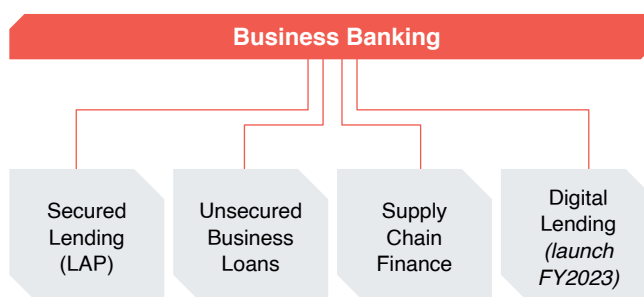 Business Banking
Secured
Lending
(LAP)
Unsecured
Business
Loans
Supply
Chain
Finance
Digital
Lending
(launch
FY2023)